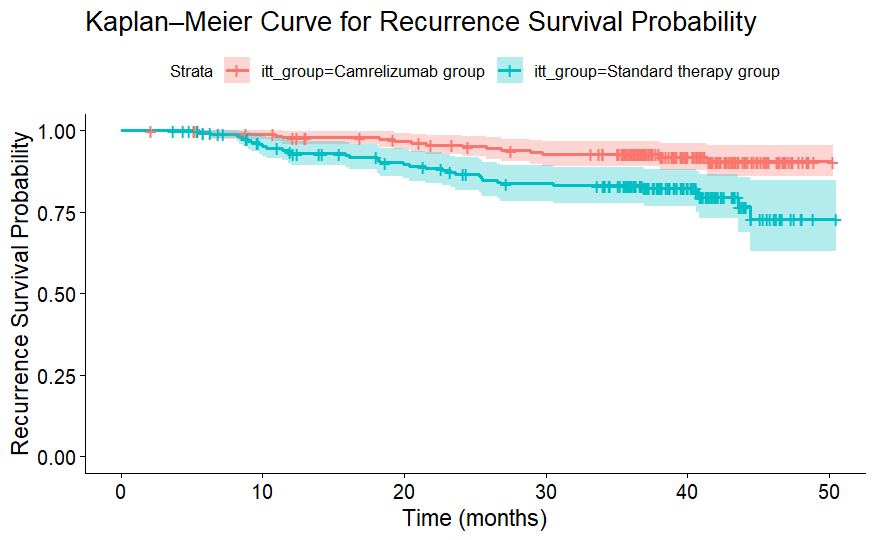 Kaplan–Meier Curve for Recurrence Survival Probability
Strata itt_group=Camrelizumab group itt_group=Standard therapy group
Recurrence Survival Probability
1.00
0.75
0.50
0.25
0.00
0 10 20 30 40 50
Time (months)